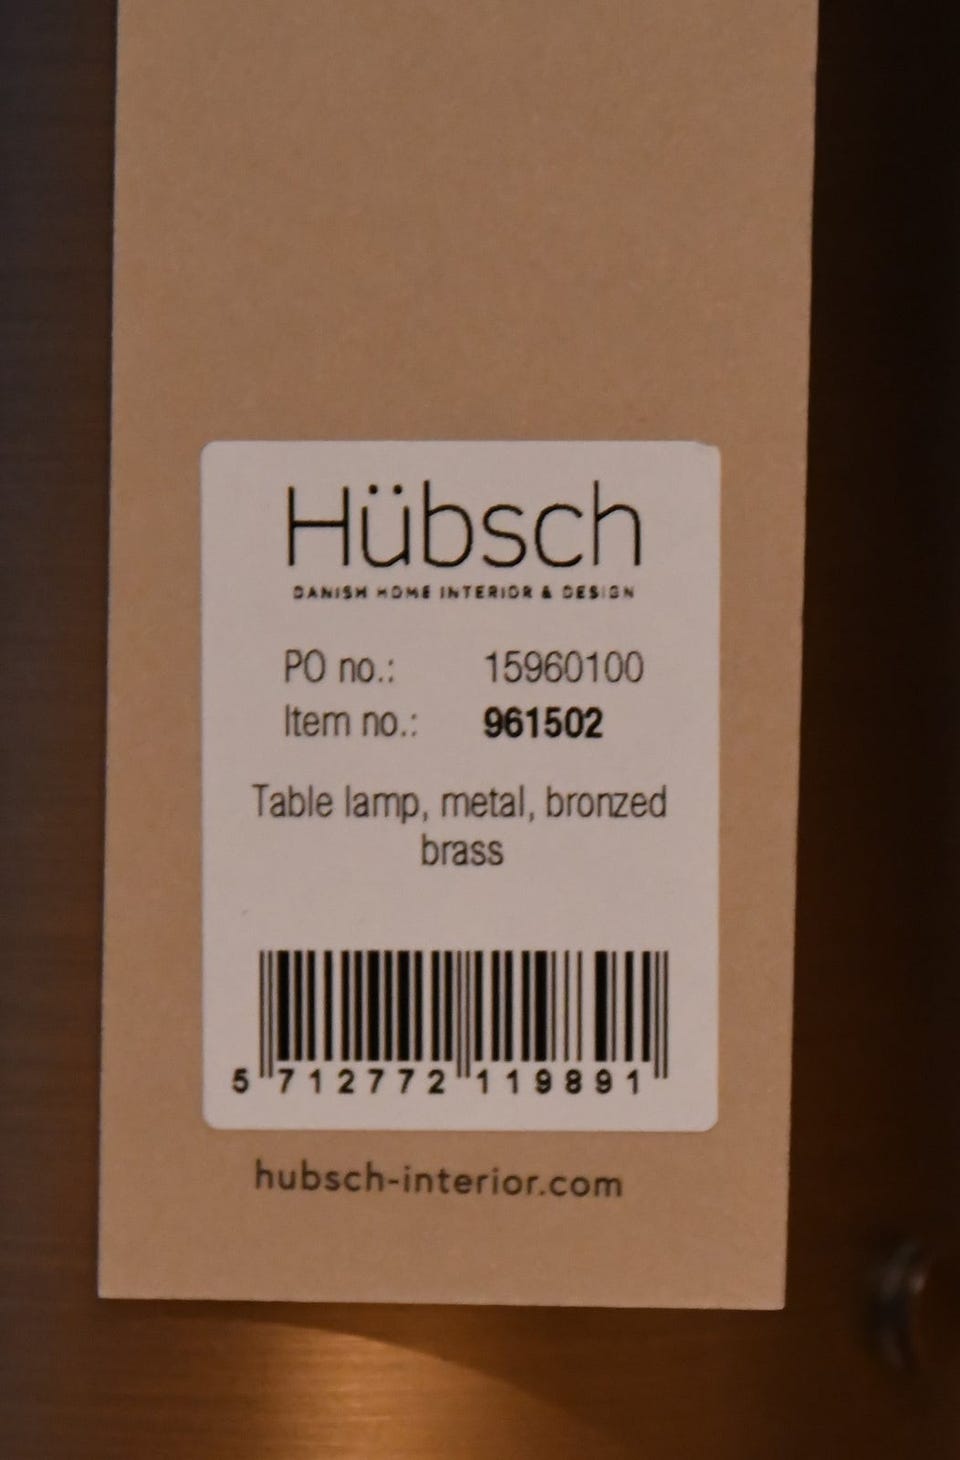 Hübsch
DANISH HOME INTERIOR & DESIGN
PO no.: 15960100
Item no.: 961502
Table lamp, metal, bronzed
brass
5 712772 119891
hubsch-interior.com